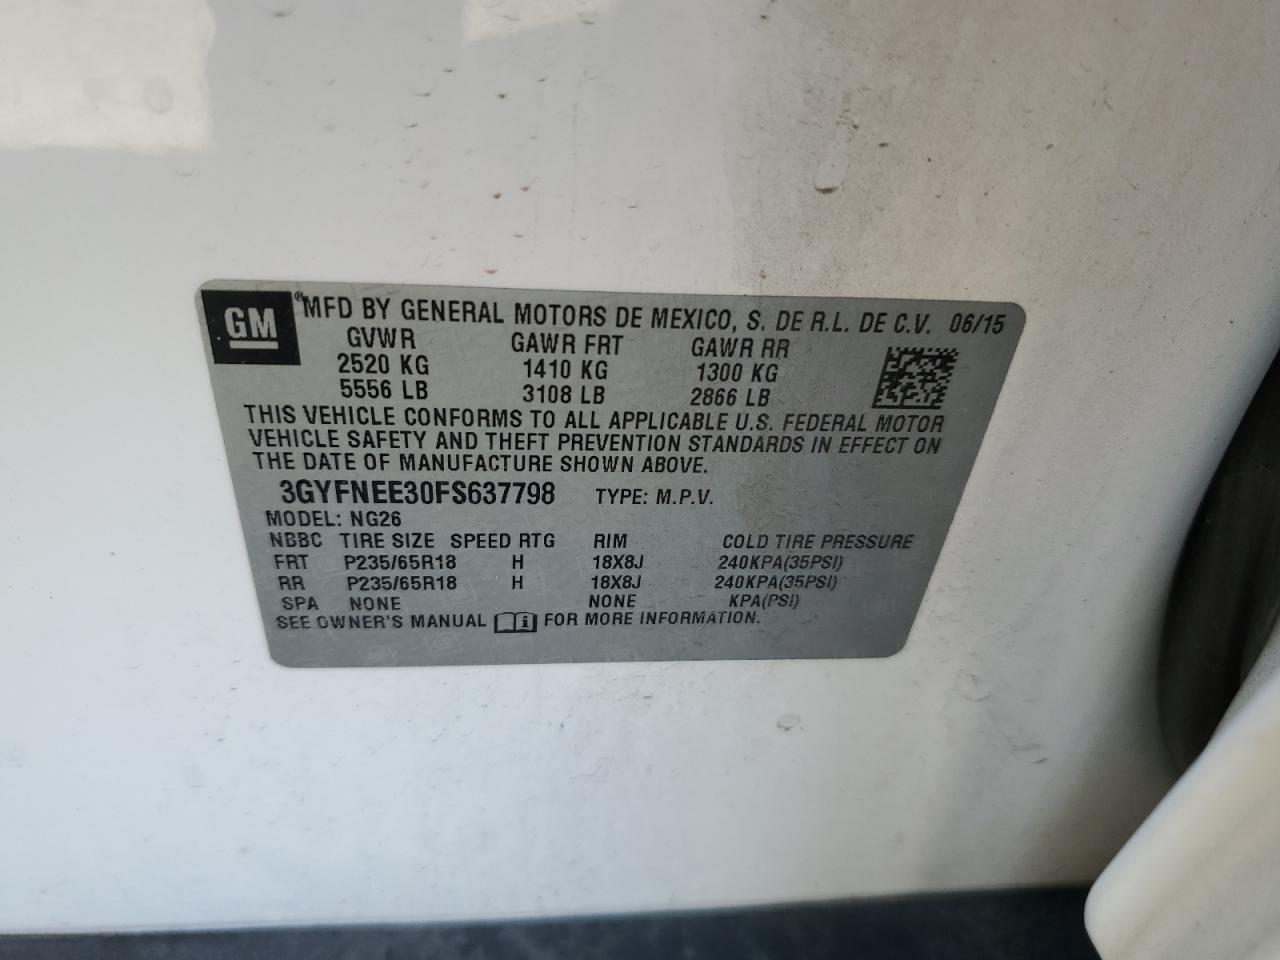 GM ® MFD BY GENERAL MOTORS DE MEXICO, S. DE R.L. DE C.V. 06/15
GVWR GAWR FRT GAWR RR
2520 KG 1410 KG 1300 KG
5556 LB 3108 LB 2866 LB
THIS VEHICLE CONFORMS TO ALL APPLICABLE U.S. FEDERAL MOTOR
VEHICLE SAFETY AND THEFT PREVENTION STANDARDS IN EFFECT ON
THE DATE OF MANUFACTURE SHOWN ABOVE.
3GYFNEE30FS637798 TYPE: M.P.V.
MODEL: NG26
NBBC TIRE SIZE SPEED RTG RIM COLD TIRE PRESSURE
FRT P235/65R18 H 18X8J 240KPA(35PSI)
RR P235/65R18 H 18X8J 240KPA(35PSI)
SPA NONE NONE KPA(PSI)
SEE OWNER'S MANUAL i FOR MORE INFORMATION.